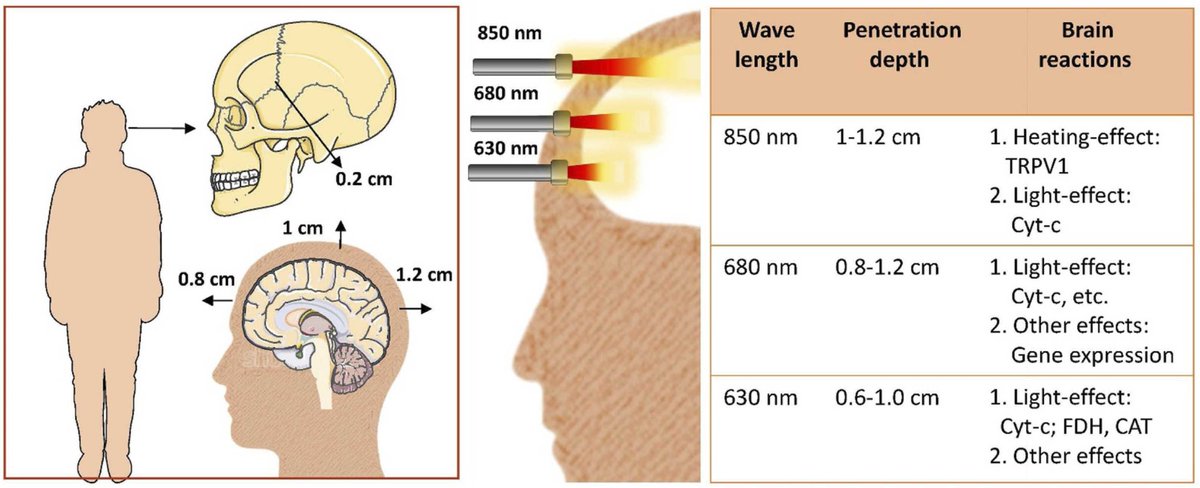 0.2 cm
1 cm
0.8 cm
1.2 cm
850 nm
680 nm
630 nm
Wave
length
Penetration
depth
Brain
reactions
850 nm
1-1.2 cm
1. Heating-effect:
TRPV1
2. Light-effect:
Cyt-c
680 nm
0.8-1.2 cm
1. Light-effect:
Cyt-c, etc.
2. Other effects:
Gene expression
630 nm
0.6-1.0 cm
1. Light-effect:
Cyt-c; FDH, CAT
2. Other effects